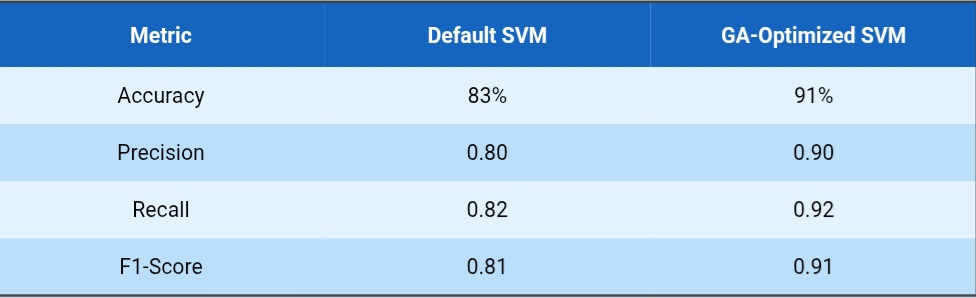 Metric Default SVM GA-Optimized SVM
Accuracy 83% 91%
Precision 0.80 0.90
Recall 0.82 0.92
F1-Score 0.81 0.91